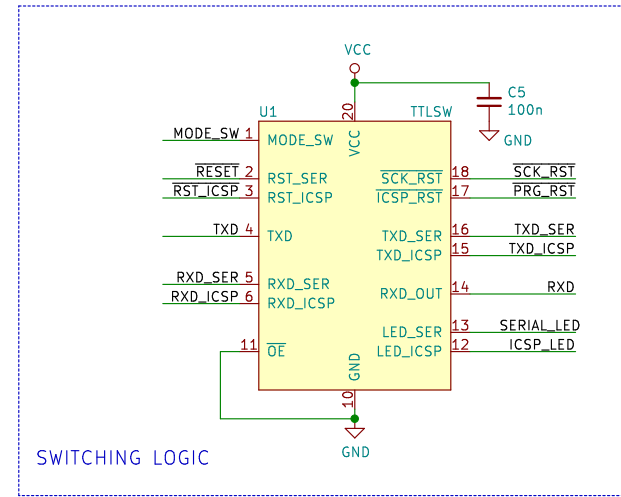 VCC
C5
100n
GND
U1
TTLSW
20
VCC
MODE_SW 1 MODE_SW
RESET 2 RST_SER SCK_RST 18 SCK_RST
RST_ICSP 3 RST_ICSP ICSP_RST 17 PRG_RST
TXD 4 TXD TXD_SER 16 TXD_SER
TXD_ICSP 15 TXD_ICSP
RXD_SER 5 RXD_SER RXD_OUT 14 RXD
RXD_ICSP 6 RXD_ICSP
LED_SER 13 SERIAL_LED
11 OE LED_ICSP 12 ICSP_LED
GND
10
GND
SWITCHING LOGIC